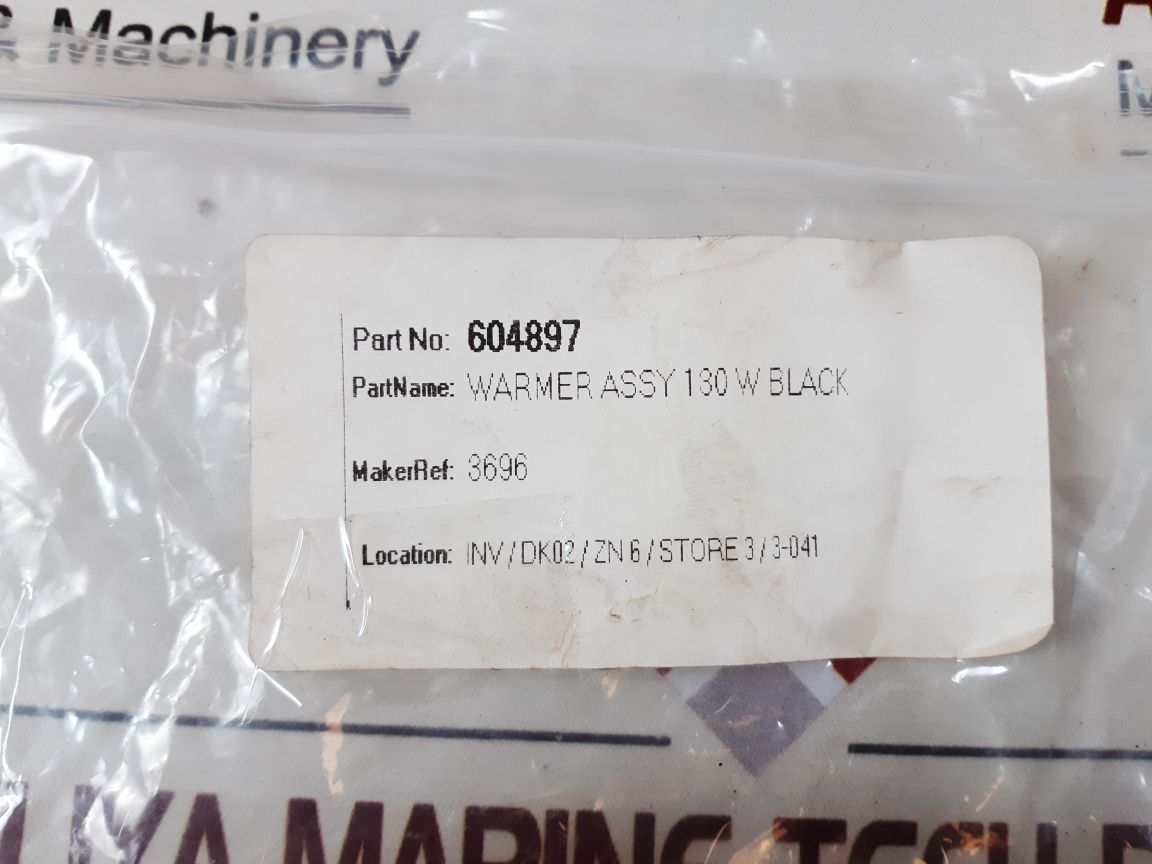 & Machinery
Part No: 604897
PartName: WARMER ASSY 130 W BLACK
MakerRef: 3696
Location: INV / DK02 / ZN 6 / STORE 3 / 3-041
MARINE